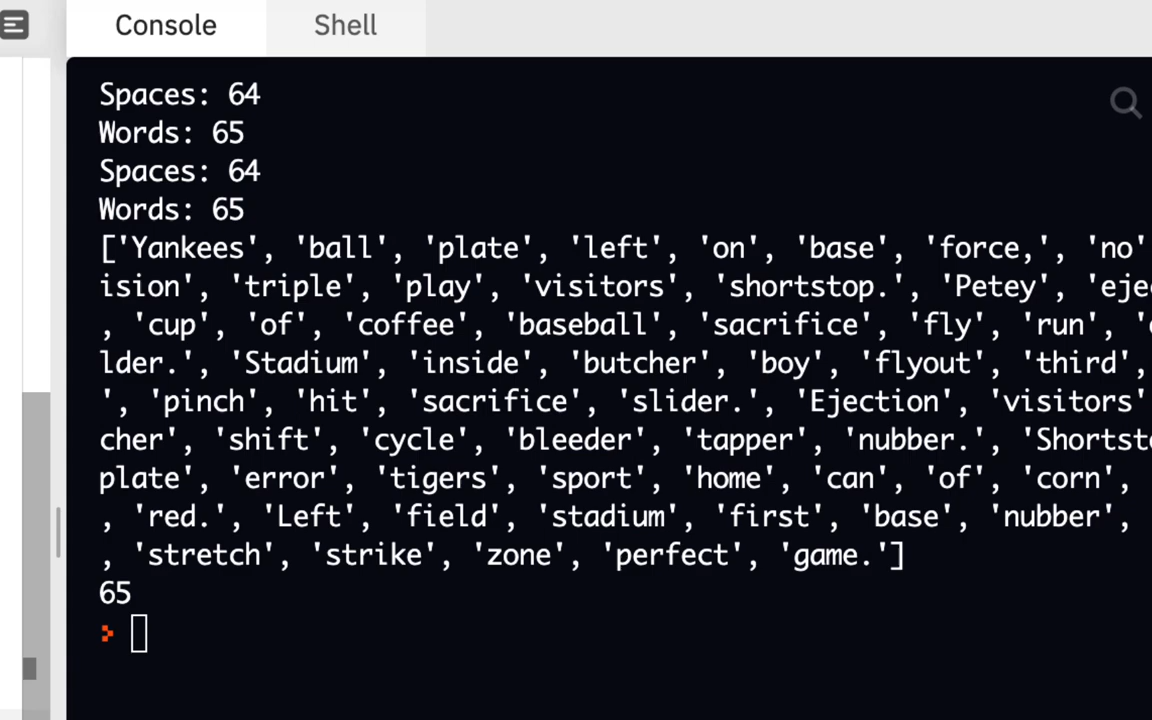 Console Shell
Spaces: 64
Words: 65
Spaces: 64
Words: 65
['Yankees', 'ball', 'plate', 'left', 'on', 'base', 'force,', 'no'
ision', 'triple', 'play', 'visitors', 'shortstop.', 'Petey', 'eje
, 'cup', 'of', 'coffee', 'baseball', 'sacrifice', 'fly', 'run', '
lder.', 'Stadium', 'inside', 'butcher', 'boy', 'flyout', 'third',
', 'pinch', 'hit', 'sacrifice', 'slider.', 'Ejection', 'visitors'
cher', 'shift', 'cycle', 'bleeder', 'tapper', 'nubber.', 'Shortst
plate', 'error', 'tigers', 'sport', 'home', 'can', 'of', 'corn',
, 'red.', 'Left', 'field', 'stadium', 'first', 'base', 'nubber',
, 'stretch', 'strike', 'zone', 'perfect', 'game.']
65